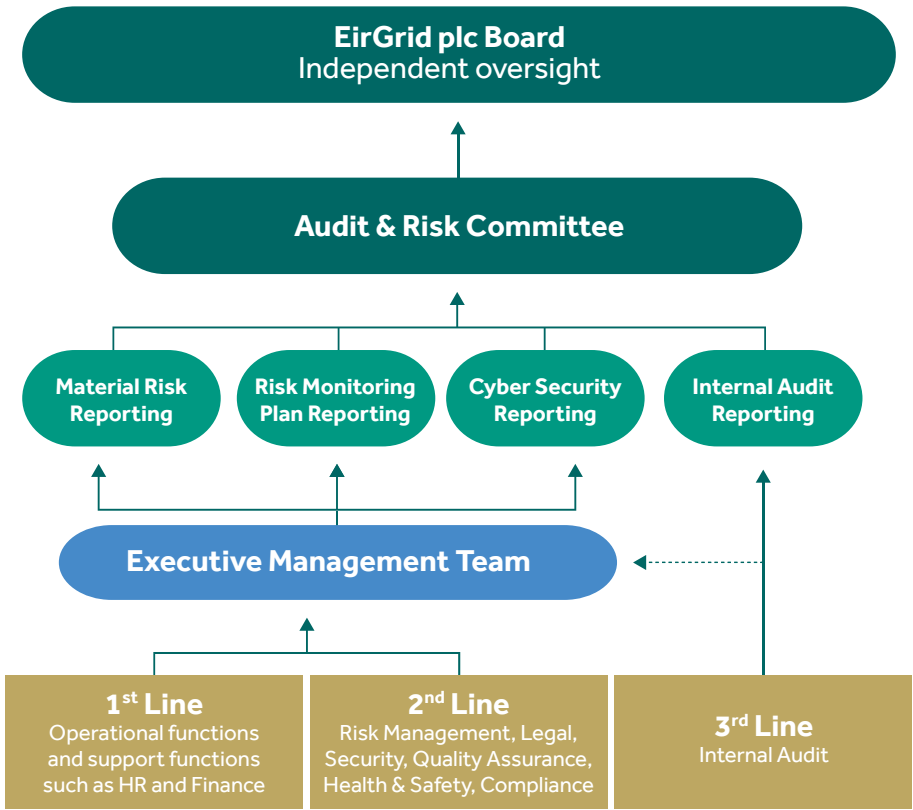 EirGrid plc Board
Independent oversight
Audit & Risk Committee
Material Risk
Reporting
Risk Monitoring
Plan Reporting
Cyber Security
Reporting
Internal Audit
Reporting
Executive Management Team
1st Line
Operational functions
and support functions
such as HR and Finance
2nd Line
Risk Management, Legal,
Security, Quality Assurance,
Health & Safety, Compliance
3rd Line
Internal Audit